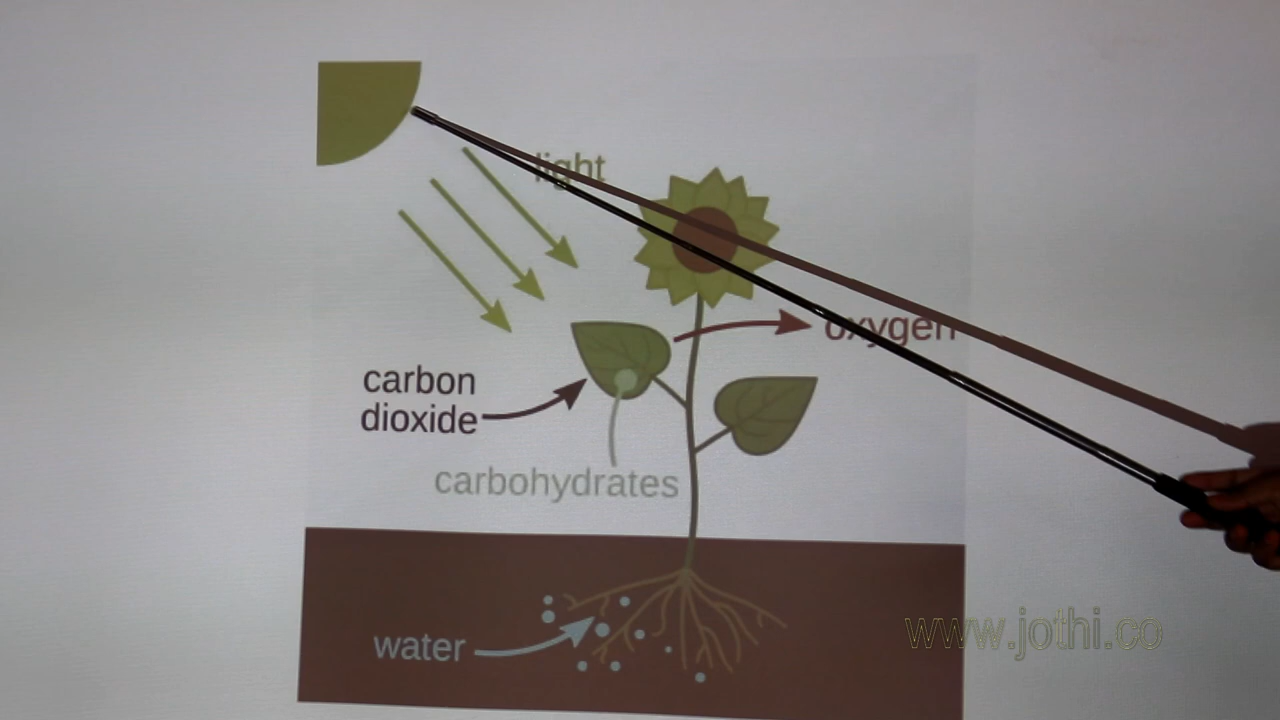 light
oxygen
carbon
dioxide
carbohydrates
water
www.jothi.co